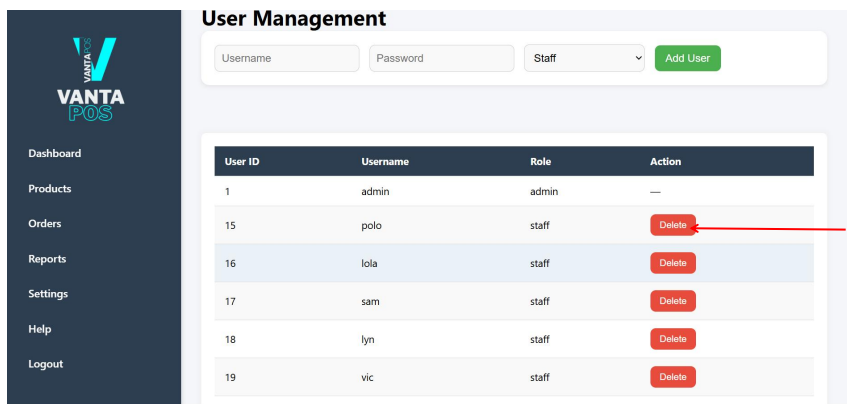 User Management
VANTAPOS
VANTA
POS
Username Password Staff Add User
Dashboard
Products
Orders
Reports
Settings
Help
Logout
User ID Username Role Action
1 admin admin —
15 polo staff Delete
16 lola staff Delete
17 sam staff Delete
18 lyn staff Delete
19 vic staff Delete